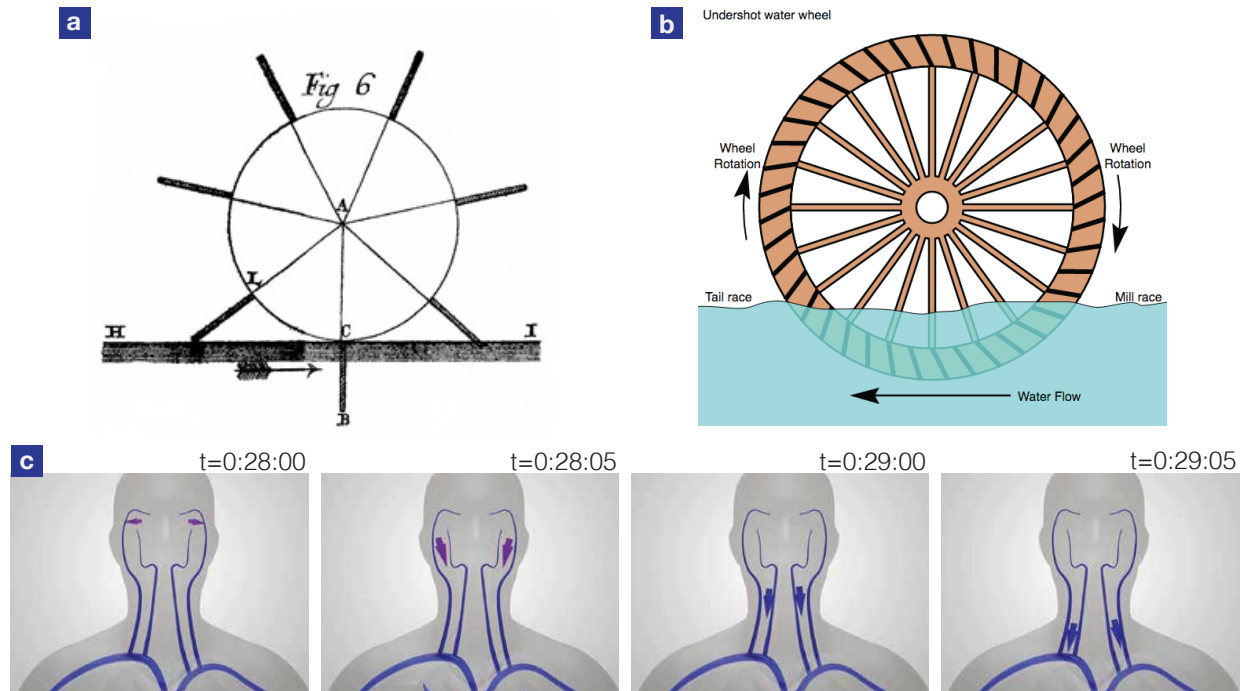 a
Fig 6
A
L
H
C
I
B
b
Undershot water wheel
Wheel
Rotation
Wheel
Rotation
Tail race
Mill race
Water Flow
c
t=0:28:00
t=0:28:05
t=0:29:00
t=0:29:05